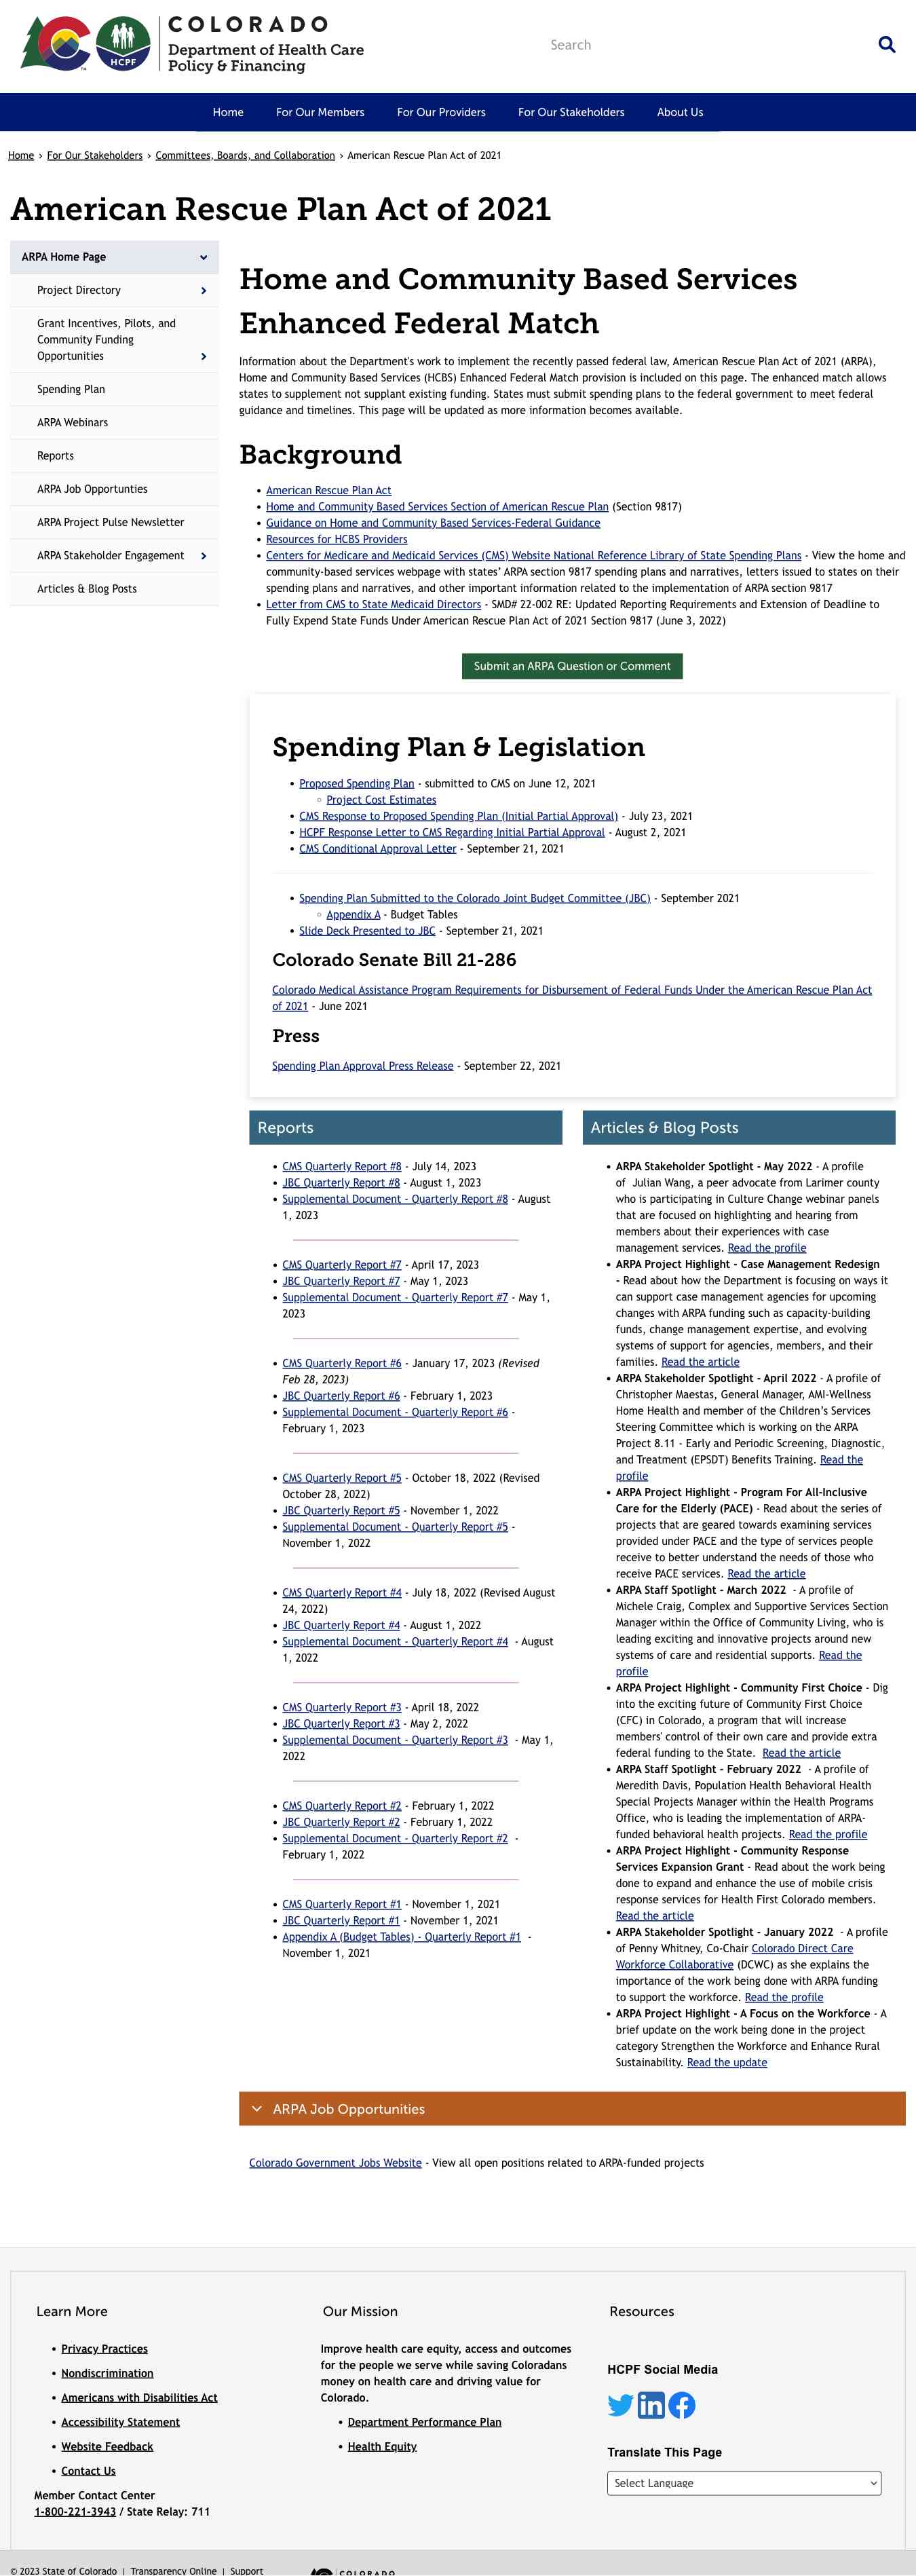 COLORADO
Department of Health Care
Policy & Financing
HCPF
TM
Search
Home
For Our Members
For Our Providers
For Our Stakeholders
About Us
Home › For Our Stakeholders › Committees, Boards, and Collaboration › American Rescue Plan Act of 2021
American Rescue Plan Act of 2021
ARPA Home Page
Project Directory
Grant Incentives, Pilots, and
Community Funding
Opportunities
Spending Plan
ARPA Webinars
Reports
ARPA Job Opportunties
ARPA Project Pulse Newsletter
ARPA Stakeholder Engagement
Articles & Blog Posts
Home and Community Based Services
Enhanced Federal Match
Information about the Department's work to implement the recently passed federal law, American Rescue Plan Act of 2021 (ARPA),
Home and Community Based Services (HCBS) Enhanced Federal Match provision is included on this page. The enhanced match allows
states to supplement not supplant existing funding. States must submit spending plans to the federal government to meet federal
guidance and timelines. This page will be updated as more information becomes available.
Background
• American Rescue Plan Act
• Home and Community Based Services Section of American Rescue Plan (Section 9817)
• Guidance on Home and Community Based Services-Federal Guidance
• Resources for HCBS Providers
• Centers for Medicare and Medicaid Services (CMS) Website National Reference Library of State Spending Plans - View the home and
community-based services webpage with states’ ARPA section 9817 spending plans and narratives, letters issued to states on their
spending plans and narratives, and other important information related to the implementation of ARPA section 9817
• Letter from CMS to State Medicaid Directors - SMD# 22-002 RE: Updated Reporting Requirements and Extension of Deadline to
Fully Expend State Funds Under American Rescue Plan Act of 2021 Section 9817 (June 3, 2022)
Submit an ARPA Question or Comment
Spending Plan & Legislation
• Proposed Spending Plan - submitted to CMS on June 12, 2021
○ Project Cost Estimates
• CMS Response to Proposed Spending Plan (Initial Partial Approval) - July 23, 2021
• HCPF Response Letter to CMS Regarding Initial Partial Approval - August 2, 2021
• CMS Conditional Approval Letter - September 21, 2021
• Spending Plan Submitted to the Colorado Joint Budget Committee (JBC) - September 2021
○ Appendix A - Budget Tables
• Slide Deck Presented to JBC - September 21, 2021
Colorado Senate Bill 21-286
Colorado Medical Assistance Program Requirements for Disbursement of Federal Funds Under the American Rescue Plan Act
of 2021 - June 2021
Press
Spending Plan Approval Press Release - September 22, 2021
Reports
• CMS Quarterly Report #8 - July 14, 2023
• JBC Quarterly Report #8 - August 1, 2023
• Supplemental Document - Quarterly Report #8 - August
1, 2023
• CMS Quarterly Report #7 - April 17, 2023
• JBC Quarterly Report #7 - May 1, 2023
• Supplemental Document - Quarterly Report #7 - May 1,
2023
• CMS Quarterly Report #6 - January 17, 2023 (Revised
Feb 28, 2023)
• JBC Quarterly Report #6 - February 1, 2023
• Supplemental Document - Quarterly Report #6 -
February 1, 2023
• CMS Quarterly Report #5 - October 18, 2022 (Revised
October 28, 2022)
• JBC Quarterly Report #5 - November 1, 2022
• Supplemental Document - Quarterly Report #5 -
November 1, 2022
• CMS Quarterly Report #4 - July 18, 2022 (Revised August
24, 2022)
• JBC Quarterly Report #4 - August 1, 2022
• Supplemental Document - Quarterly Report #4 - August
1, 2022
• CMS Quarterly Report #3 - April 18, 2022
• JBC Quarterly Report #3 - May 2, 2022
• Supplemental Document - Quarterly Report #3 - May 1,
2022
• CMS Quarterly Report #2 - February 1, 2022
• JBC Quarterly Report #2 - February 1, 2022
• Supplemental Document - Quarterly Report #2 -
February 1, 2022
• CMS Quarterly Report #1 - November 1, 2021
• JBC Quarterly Report #1 - November 1, 2021
• Appendix A (Budget Tables) - Quarterly Report #1 -
November 1, 2021
Articles & Blog Posts
• ARPA Stakeholder Spotlight - May 2022 - A profile
of Julian Wang, a peer advocate from Larimer county
who is participating in Culture Change webinar panels
that are focused on highlighting and hearing from
members about their experiences with case
management services. Read the profile
• ARPA Project Highlight - Case Management Redesign
- Read about how the Department is focusing on ways it
can support case management agencies for upcoming
changes with ARPA funding such as capacity-building
funds, change management expertise, and evolving
systems of support for agencies, members, and their
families. Read the article
• ARPA Stakeholder Spotlight - April 2022 - A profile of
Christopher Maestas, General Manager, AMI-Wellness
Home Health and member of the Children’s Services
Steering Committee which is working on the ARPA
Project 8.11 - Early and Periodic Screening, Diagnostic,
and Treatment (EPSDT) Benefits Training. Read the
profile
• ARPA Project Highlight - Program For All-Inclusive
Care for the Elderly (PACE) - Read about the series of
projects that are geared towards examining services
provided under PACE and the type of services people
receive to better understand the needs of those who
receive PACE services. Read the article
• ARPA Staff Spotlight - March 2022 - A profile of
Michele Craig, Complex and Supportive Services Section
Manager within the Office of Community Living, who is
leading exciting and innovative projects around new
systems of care and residential supports. Read the
profile
• ARPA Project Highlight - Community First Choice - Dig
into the exciting future of Community First Choice
(CFC) in Colorado, a program that will increase
members' control of their own care and provide extra
federal funding to the State. Read the article
• ARPA Staff Spotlight - February 2022 - A profile of
Meredith Davis, Population Health Behavioral Health
Special Projects Manager within the Health Programs
Office, who is leading the implementation of ARPA-
funded behavioral health projects. Read the profile
• ARPA Project Highlight - Community Response
Services Expansion Grant - Read about the work being
done to expand and enhance the use of mobile crisis
response services for Health First Colorado members.
Read the article
• ARPA Stakeholder Spotlight - January 2022 - A profile
of Penny Whitney, Co-Chair Colorado Direct Care
Workforce Collaborative (DCWC) as she explains the
importance of the work being done with ARPA funding
to support the workforce. Read the profile
• ARPA Project Highlight - A Focus on the Workforce - A
brief update on the work being done in the project
category Strengthen the Workforce and Enhance Rural
Sustainability. Read the update
ARPA Job Opportunities
Colorado Government Jobs Website - View all open positions related to ARPA-funded projects
Learn More
• Privacy Practices
• Nondiscrimination
• Americans with Disabilities Act
• Accessibility Statement
• Website Feedback
• Contact Us
Member Contact Center
1-800-221-3943 / State Relay: 711
Our Mission
Improve health care equity, access and outcomes
for the people we serve while saving Coloradans
money on health care and driving value for
Colorado.
• Department Performance Plan
• Health Equity
Resources
HCPF Social Media
Translate This Page
Select Language
© 2023 State of Colorado | Transparency Online | Support
COLORADO